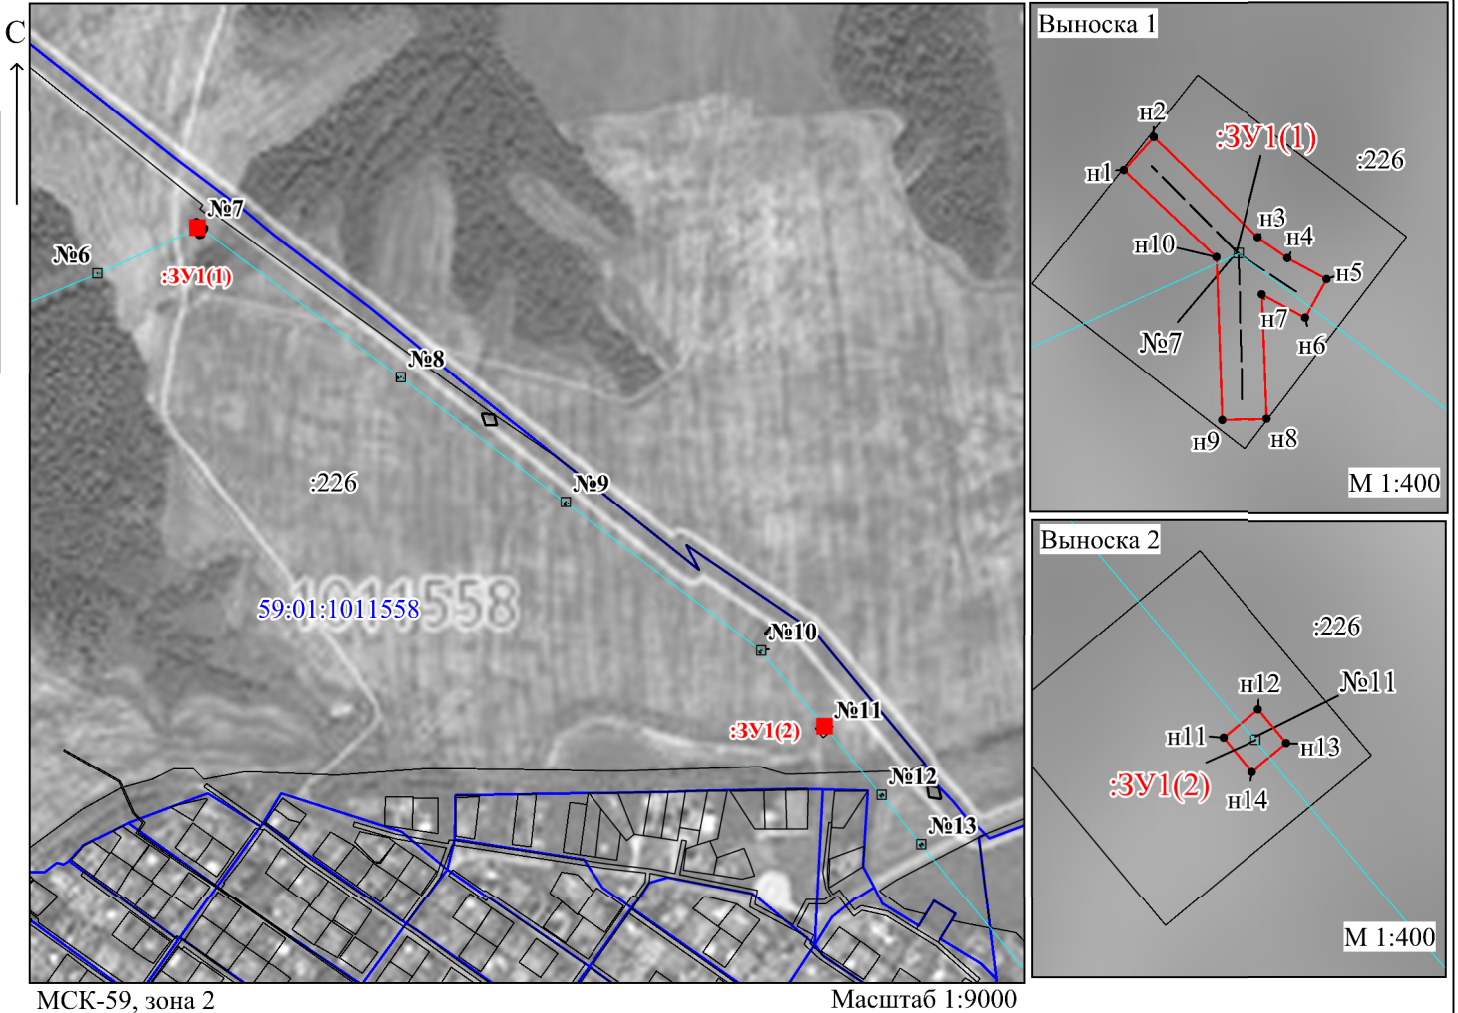 С
№7
№6
:ЗУ1(1)
№8
:226
№9
1011558
59:01:1011558
№10
№11
:ЗУ1(2)
№12
№13
МСК-59, зона 2
Масштаб 1:9000
Выноска 1
н2
:ЗУ1(1)
:226
н1
н3
н4
н10
н5
н7
№7
н6
н9
н8
М 1:400
Выноска 2
:226
№11
н12
н11
н13
:ЗУ1(2)
н14
М 1:400